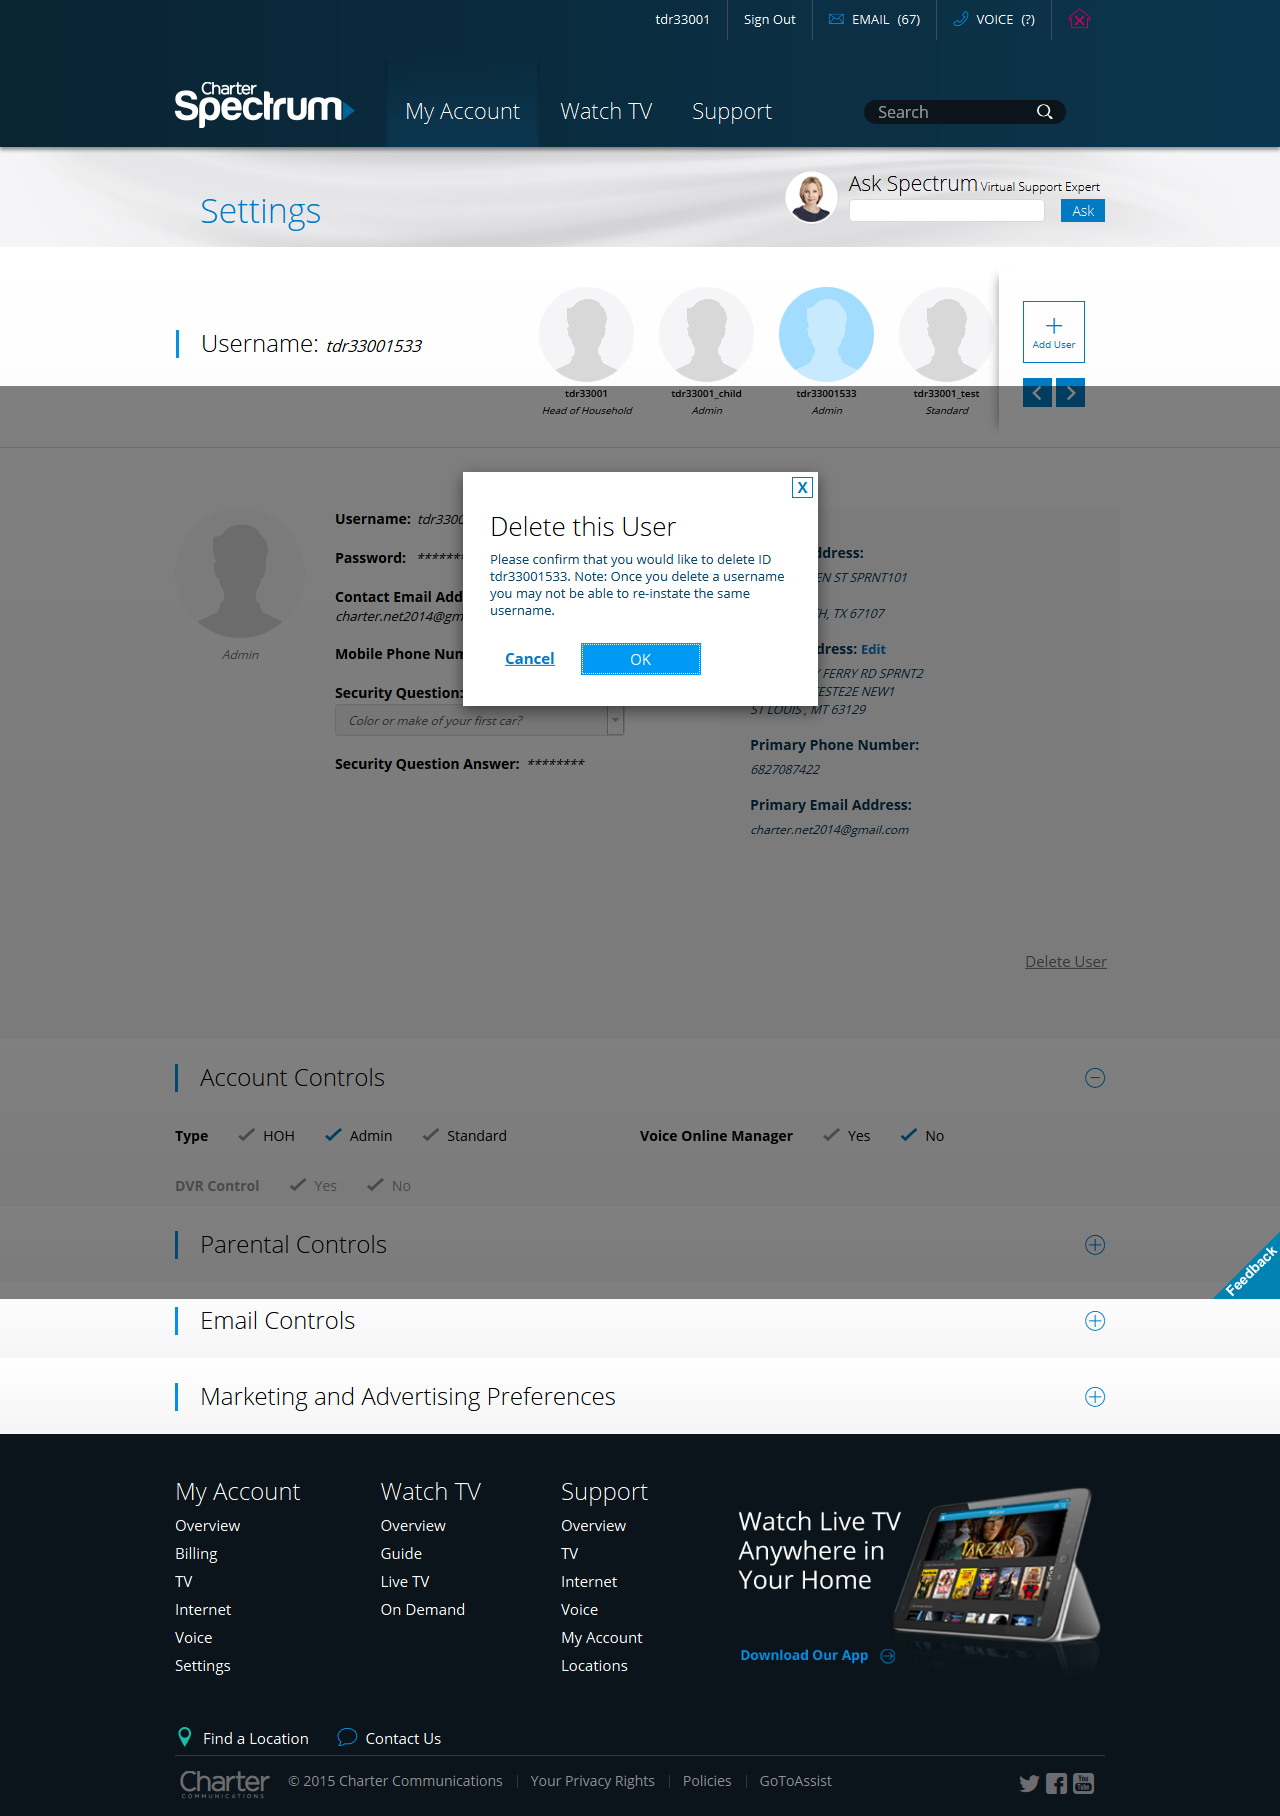 tdr33001
Sign Out
EMAIL (67)
VOICE (?)
Charter
Spectrum
My Account
Watch TV
Support
Search
Settings
Ask Spectrum Virtual Support Expert
Ask
Username: tdr33001533
tdr33001
Head of Household
tdr33001_child
Admin
tdr33001533
Admin
tdr33001_test
Standard
Add User
Admin
Username: tdr3300
Password: *******
Contact Email Add
charter.net2014@gm
Mobile Phone Num
Security Question:
Color or make of your first car?
Security Question Answer: ********
X
Delete this User
Please confirm that you would like to delete ID
tdr33001533. Note: Once you delete a username
you may not be able to re-instate the same
username.
Cancel
OK
ddress:
EN ST SPRNT101
H, TX 67107
dress: Edit
FERRY RD SPRNT2
ESTE2E NEW1
ST LOUIS , MT 63129
Primary Phone Number:
6827087422
Primary Email Address:
charter.net2014@gmail.com
Delete User
Account Controls
Type HOH Admin Standard
Voice Online Manager Yes No
DVR Control Yes No
Parental Controls
Feedback
Email Controls
Marketing and Advertising Preferences
My Account
Overview
Billing
TV
Internet
Voice
Settings
Watch TV
Overview
Guide
Live TV
On Demand
Support
Overview
TV
Internet
Voice
My Account
Locations
Watch Live TV
Anywhere in
Your Home
Download Our App
TARZAN
Find a Location
Contact Us
Charter
COMMUNICATIONS
© 2015 Charter Communications
Your Privacy Rights
Policies
GoToAssist
You
Tube